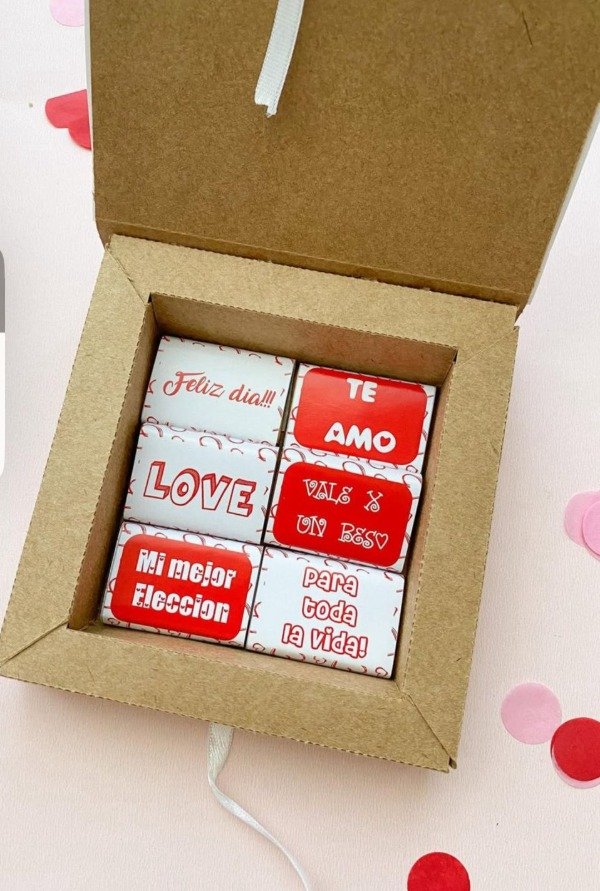 Feliz dia!!!
TE
AMO
LOVE
VALE X
UN BESO
Mi mejor
Eleccion
para
toda
la vida!